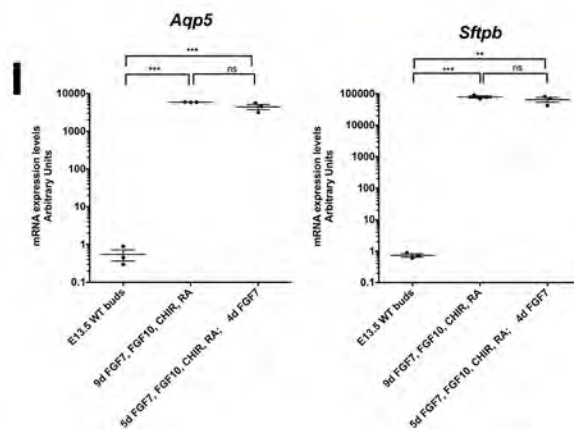 Aqp5
***
***
ns
mRNA expression levels
Arbitrary Units
10000
1000
100
10
1
0.1
E13.5 WT buds
9d FGF7, FGF10, CHIR, RA
5d FGF7, FGF10, CHIR, RA; 4d FGF7
Sftpb
**
***
ns
mRNA expression levels
Arbitrary Units
100000
10000
1000
100
10
1
0.1
E13.5 WT buds
9d FGF7, FGF10, CHIR, RA
5d FGF7, FGF10, CHIR, RA; 4d FGF7